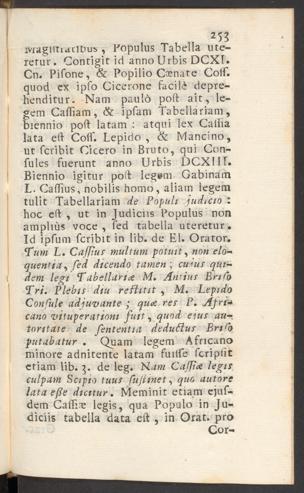 253
Magistratibus, Populus Tabella ute-
retur. Contigit id anno Urbis DCXI.
Cn. Pisone, & Popilio Cænate Coss.
quod ex ipso Cicerone facilè depre-
henditur. Nam paulò post ait, le-
gem Cassiam, & ipsam Tabellariam,
biennio post latam: atqui lex Cassia
lata est Coss. Lepido, & Mancino,
ut scribit Cicero in Bruto, qui Con-
sules fuerunt anno Urbis DCXIII.
Biennio igitur post legem Gabinam
L. Cassius, nobilis homo, aliam legem
tulit Tabellariam de Populi judicio:
hoc est, ut in Judiciis Populus non
ampliùs voce, sed tabella uteretur.
Id ipsum scribit in lib. de El. Orator.
Tum L. Cassius multum potuit, non elo-
quentia, sed dicendo tamen; cujus qui-
dem legi Tabellariæ M. Antius Briso
Tri. Plebis diu restitit, M. Lepido
Consule adjuvante; quæ res P. Afri-
cano vituperationi fuit, quod ejus au-
toritate de sententia deductus Briso
putabatur. Quam legem Africano
minore adnitente latam fuisse scripsit
etiam lib. 3. de leg. Nam Cassiæ legis
culpam Scipio tuus sustinet, quo autore
lata esse dicitur. Meminit etiam ejus-
dem Cassiæ legis, qua Populo in Ju-
diciis tabella data est, in Orat. pro
Cor-